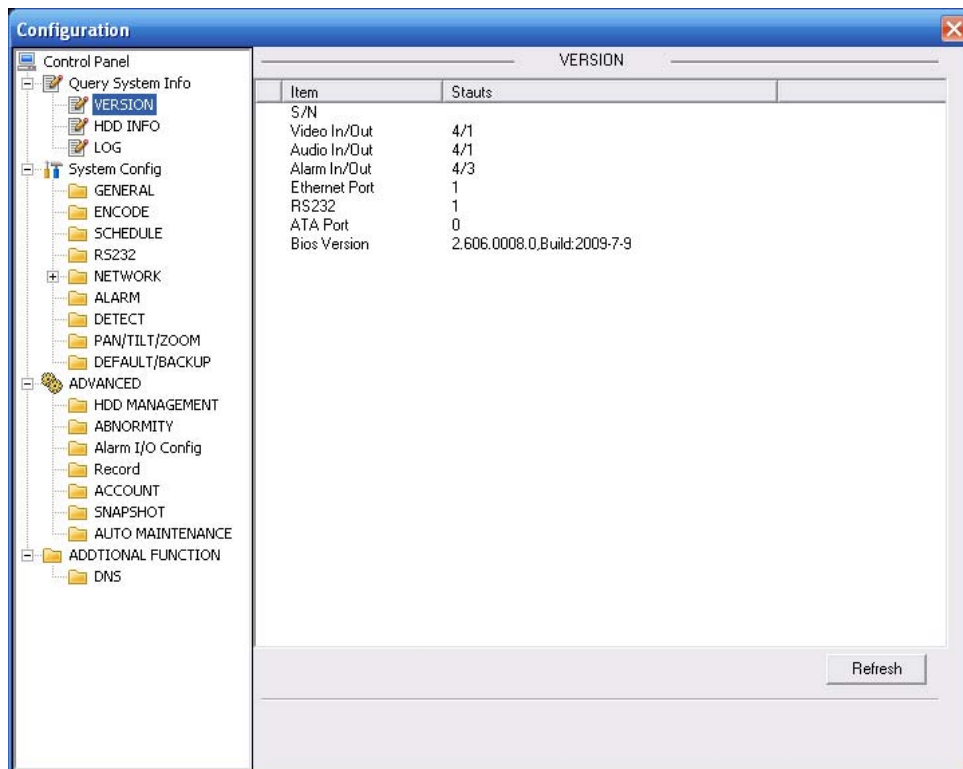 Configuration
Control Panel
Query System Info
VERSION
HDD INFO
LOG
System Config
GENERAL
ENCODE
SCHEDULE
RS232
NETWORK
ALARM
DETECT
PAN/TILT/ZOOM
DEFAULT/BACKUP
ADVANCED
HDD MANAGEMENT
ABNORMITY
Alarm I/O Config
Record
ACCOUNT
SNAPSHOT
AUTO MAINTENANCE
ADDTIONAL FUNCTION
DNS
VERSION
Item Stauts
S/N
Video In/Out 4/1
Audio In/Out 4/1
Alarm In/Out 4/3
Ethernet Port 1
RS232 1
ATA Port 0
Bios Version 2.606.0008.0,Build:2009-7-9
Refresh